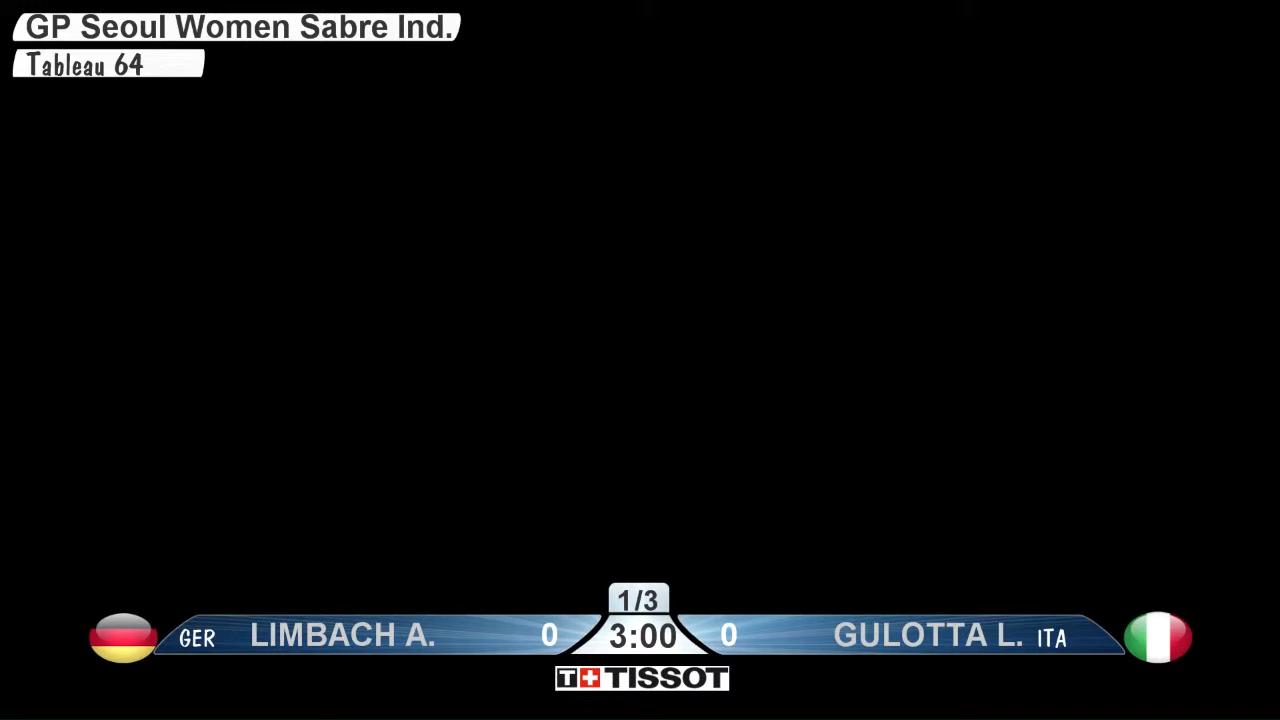 GP Seoul Women Sabre Ind.
Tableau 64
1/3
GER LIMBACH A. 0 3:00 0 GULOTTA L. ITA
T+ TISSOT